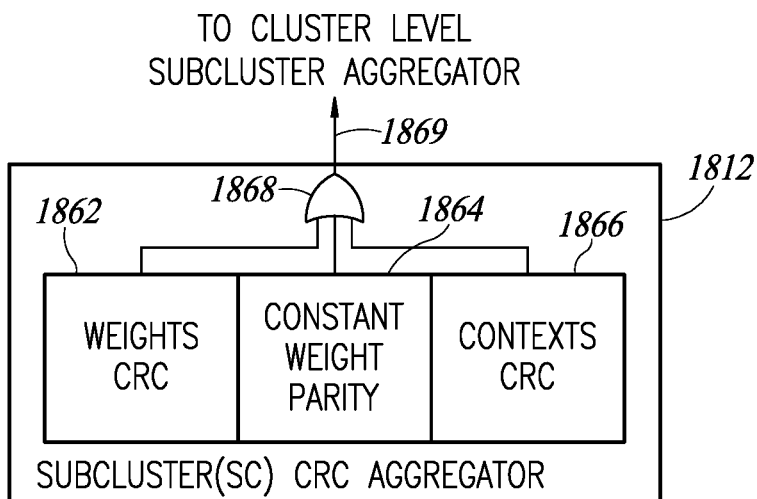 TO CLUSTER LEVEL
SUBCLUSTER AGGREGATOR
1869
1868
1812
1862
1864
1866
WEIGHTS
CRC
CONSTANT
WEIGHT
PARITY
CONTEXTS
CRC
SUBCLUSTER(SC) CRC AGGREGATOR